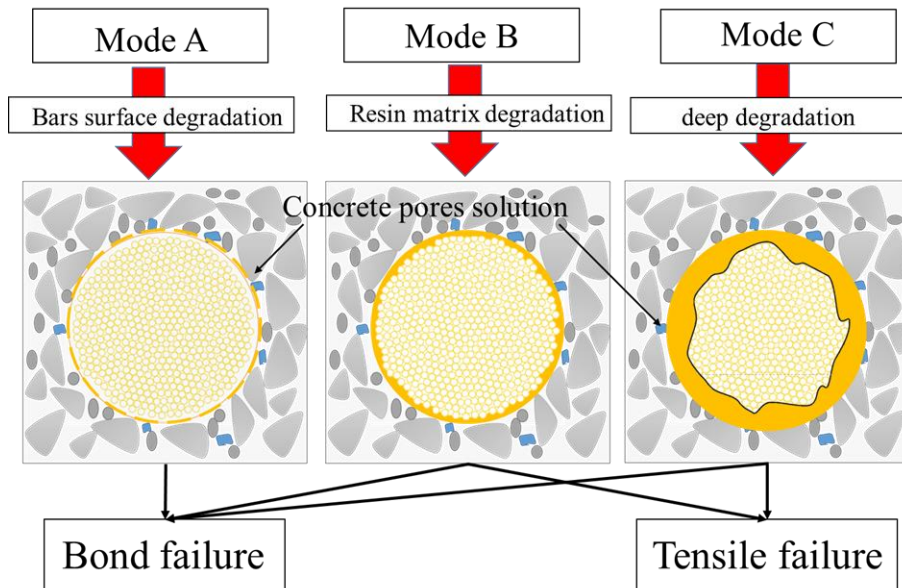 Mode A
Mode B
Mode C
Bars surface degradation
Resin matrix degradation
deep degradation
Concrete pores solution
Bond failure
Tensile failure